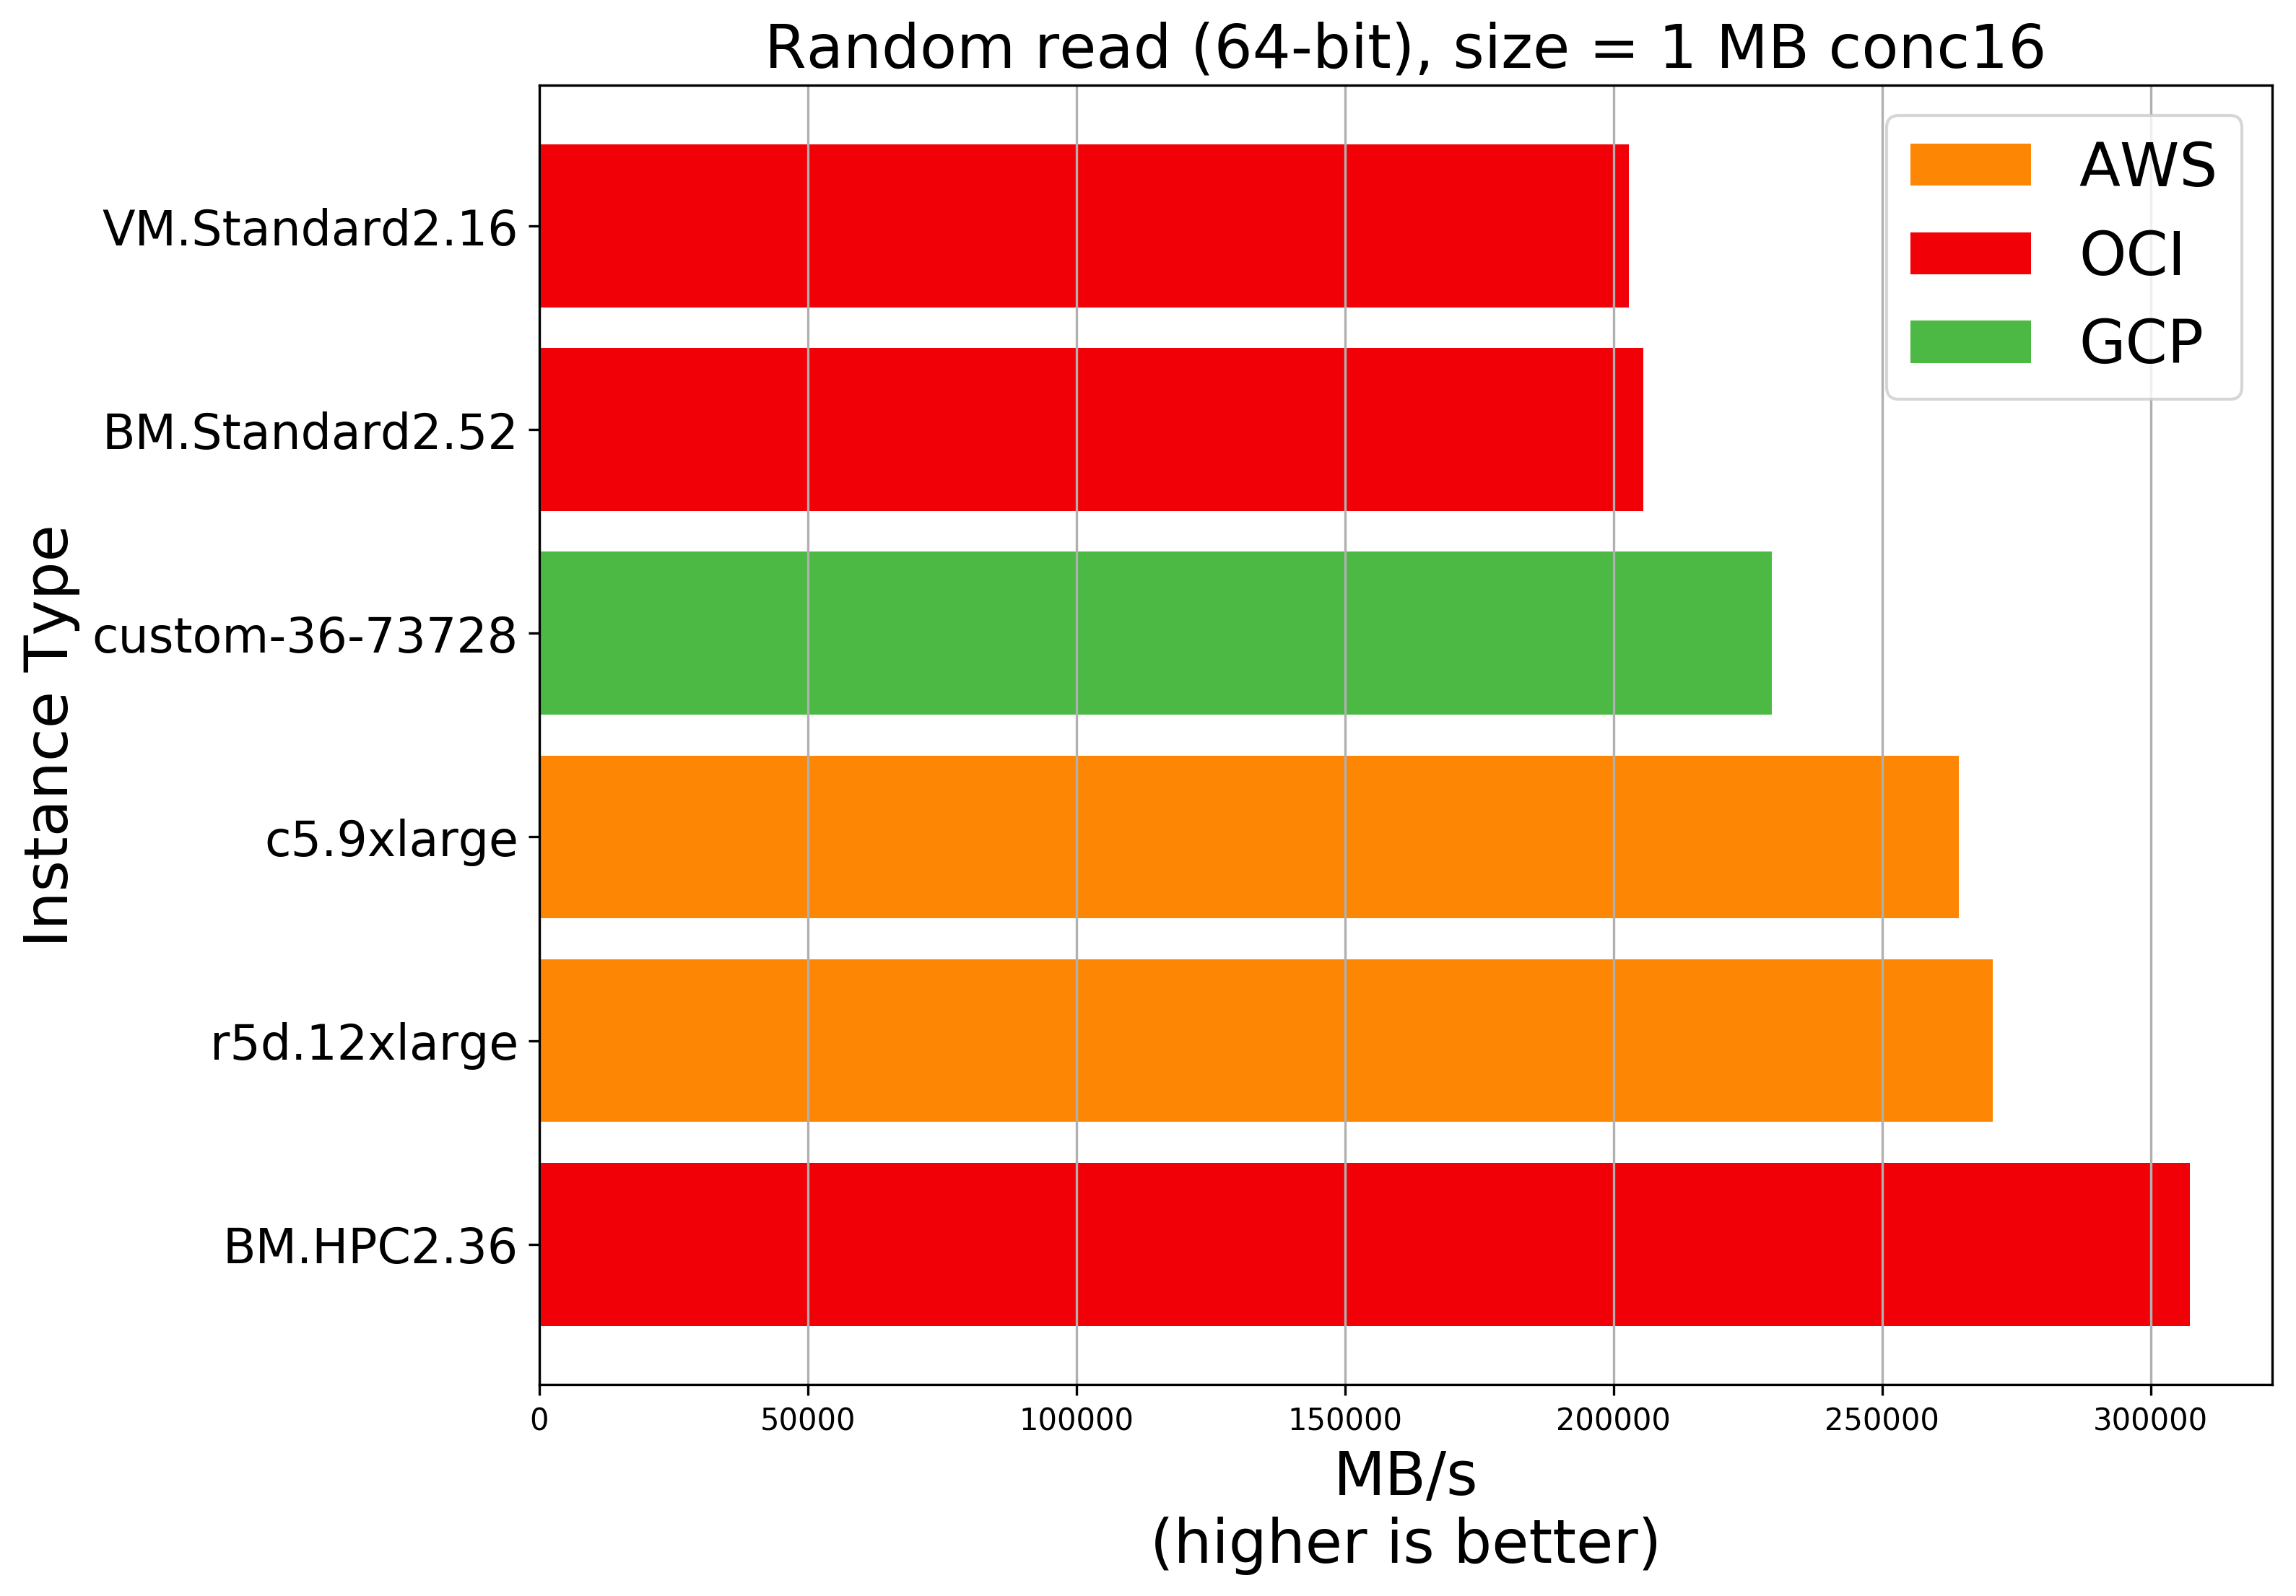 Random read (64-bit), size = 1 MB conc16
AWS
OCI
GCP
Instance Type
VM.Standard2.16
BM.Standard2.52
custom-36-73728
c5.9xlarge
r5d.12xlarge
BM.HPC2.36
0 50000 100000 150000 200000 250000 300000
MB/s
(higher is better)